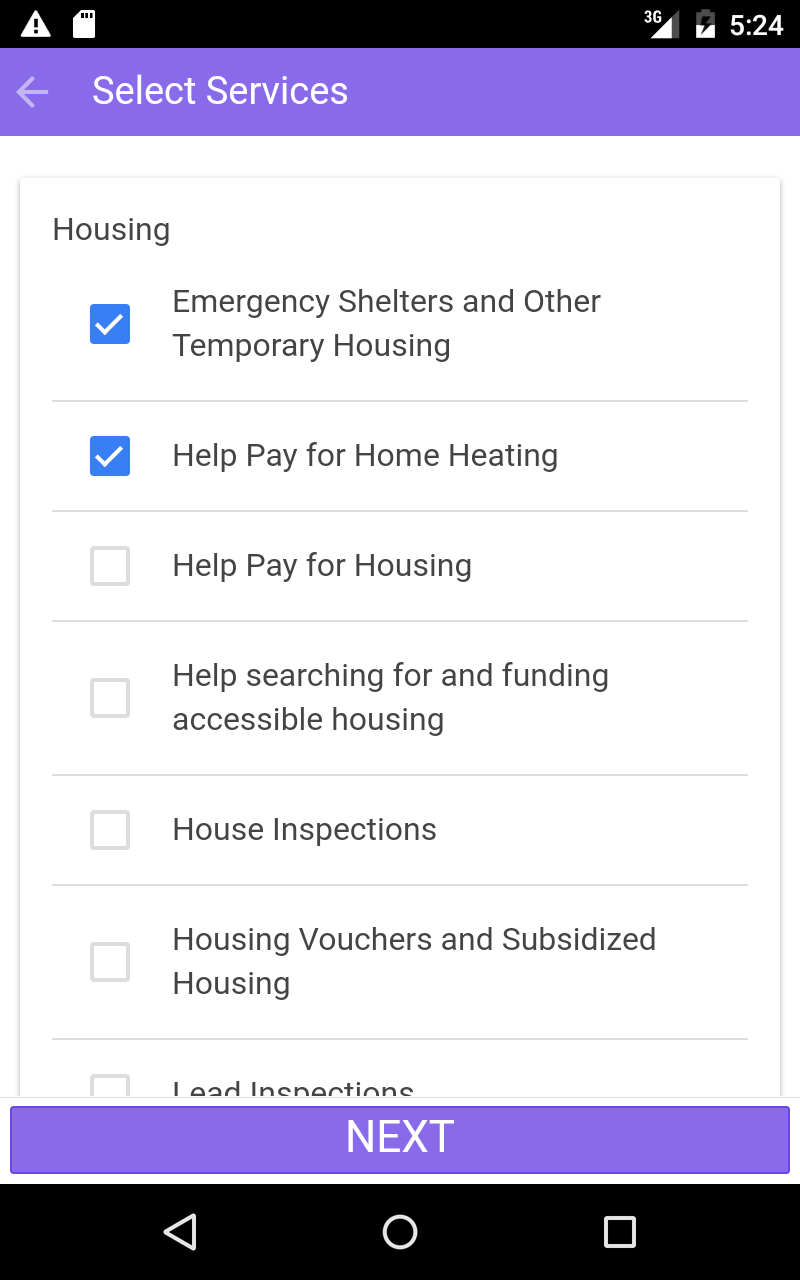 3G 5:24
Select Services
Housing
Emergency Shelters and Other
Temporary Housing
Help Pay for Home Heating
Help Pay for Housing
Help searching for and funding
accessible housing
House Inspections
Housing Vouchers and Subsidized
Housing
Lead Inspections
NEXT